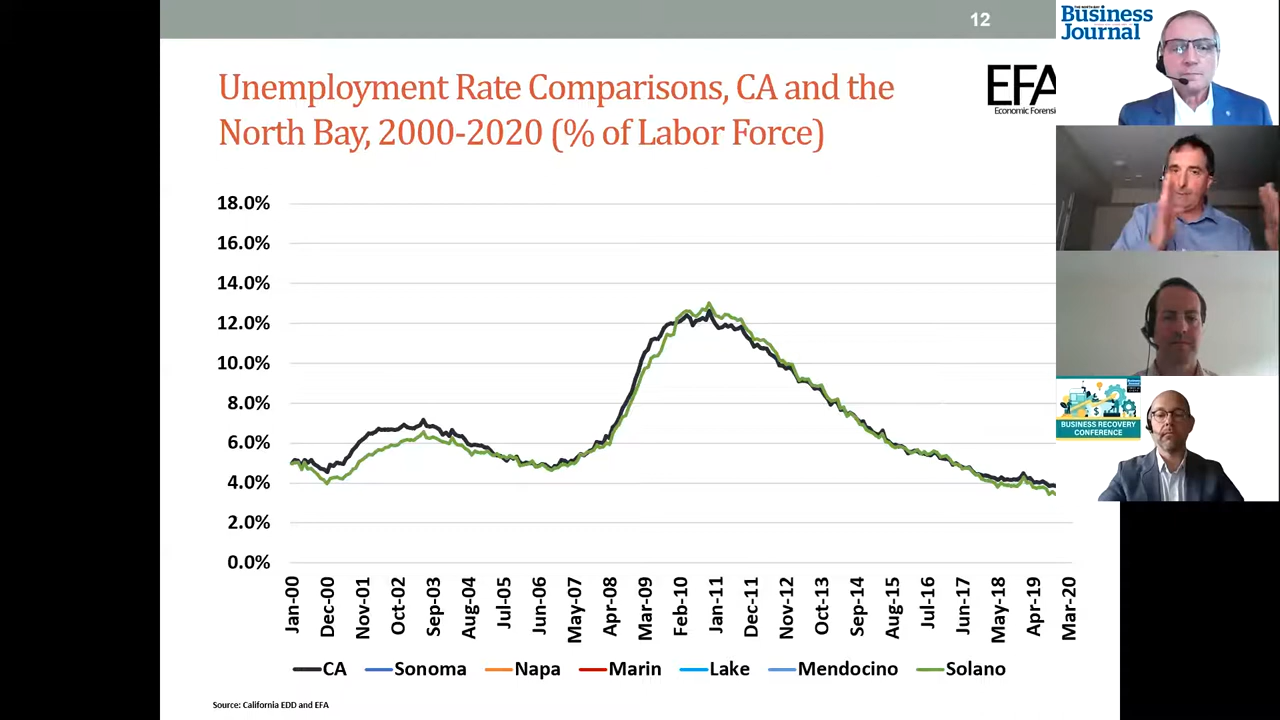 12
Unemployment Rate Comparisons, CA and the
North Bay, 2000-2020 (% of Labor Force)
EFA
Economic Forensi
18.0%
16.0%
14.0%
12.0%
10.0%
8.0%
6.0%
4.0%
2.0%
0.0%
Jan-00
Dec-00
Nov-01
Oct-02
Sep-03
Aug-04
Jul-05
Jun-06
May-07
Apr-08
Mar-09
Feb-10
Jan-11
Dec-11
Nov-12
Oct-13
Sep-14
Aug-15
Jul-16
Jun-17
May-18
Apr-19
Mar-20
CA Sonoma Napa Marin Lake Mendocino Solano
Source: California EDD and EFA
Business
Journal
BUSINESS RECOVERY
CONFERENCE